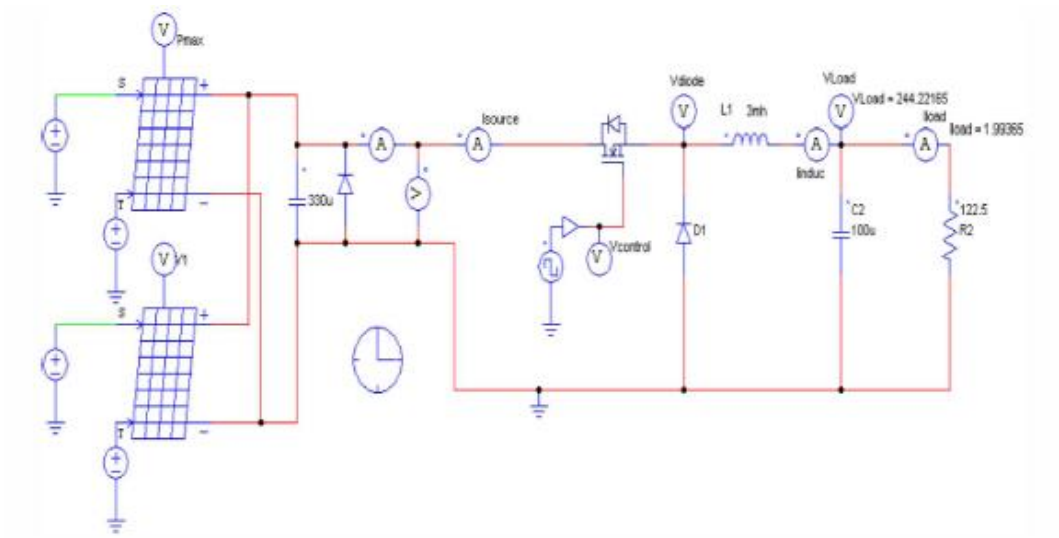 V
Pmax
S
+
T
−
V
V1
S
+
T
−
330u
A
V
Isource
A
Vcontrol
V
Vdiode
V
D1
L1 3mh
A
Iinduc
VLoad
V
VLoad = 244.22165
Iload
A
Iload = 1.99365
C2
100u
122.5
R2